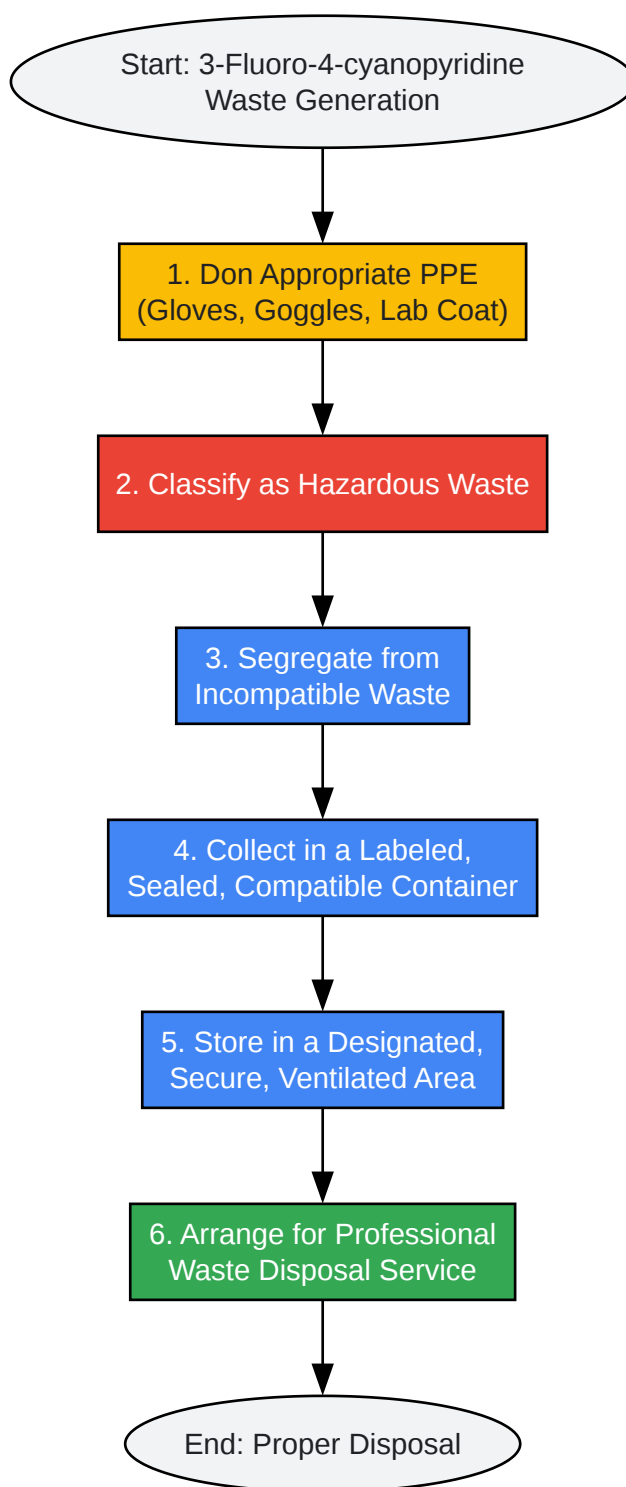 Start: 3-Fluoro-4-cyanopyridine
Waste Generation
1. Don Appropriate PPE
(Gloves, Goggles, Lab Coat)
2. Classify as Hazardous Waste
3. Segregate from
Incompatible Waste
4. Collect in a Labeled,
Sealed, Compatible Container
5. Store in a Designated,
Secure, Ventilated Area
6. Arrange for Professional
Waste Disposal Service
End: Proper Disposal